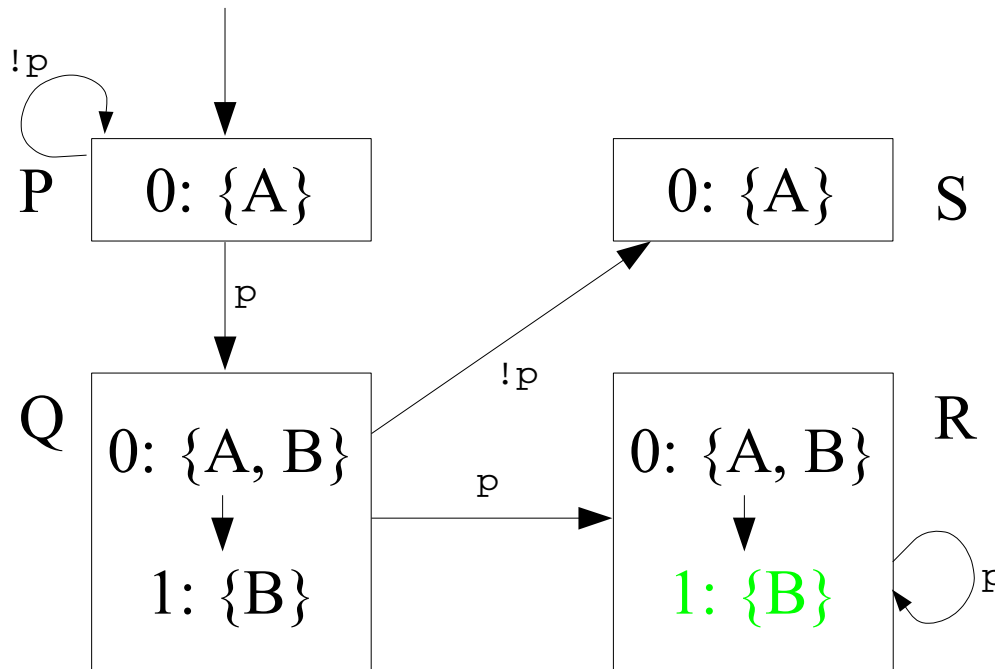 !p
P
0: {A}
0: {A}
S
p
!p
Q
0: {A, B}
1: {B}
p
0: {A, B}
1: {B}
R
p